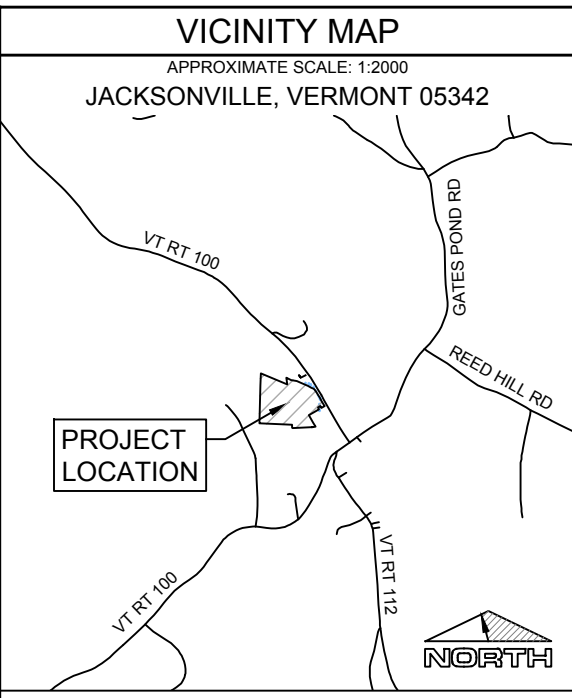 VICINITY MAP
APPROXIMATE SCALE: 1:2000
JACKSONVILLE, VERMONT 05342
VT RT 100
GATES POND RD
REED HILL RD
PROJECT
LOCATION
VT RT 100
VT RT 112
NORTH